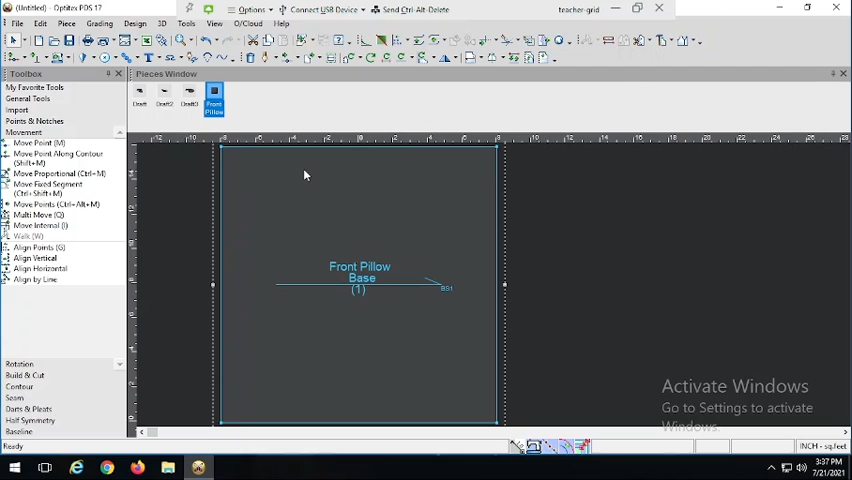 (Untitled) - Optitex PDS 17
Options
Connect USB Device
Send Ctrl-Alt-Delete
teacher-grid
File Edit Piece Grading Design 3D Tools View O/Cloud Help
Toolbox
Pieces Window
My Favorite Tools
General Tools
Import
Points & Notches
Movement
Move Point (M)
Move Point Along Contour
(Shift+M)
Move Proportional (Ctrl+M)
Move Fixed Segment
(Ctrl+Shift+M)
Move Points (Ctrl+Alt+M)
Multi Move (Q)
Move Internal (I)
Walk (W)
Align Points (G)
Align Vertical
Align Horizontal
Align by Line
Rotation
Build & Cut
Contour
Seam
Darts & Pleats
Half Symmetry
Baseline
Draft
Draft2
Draft3
Front
Pillow
Front Pillow
Base
(1)
BS1
Activate Windows
Go to Settings to activate
Windows.
Ready
INCH - sq.feet
3:37 PM
7/21/2021